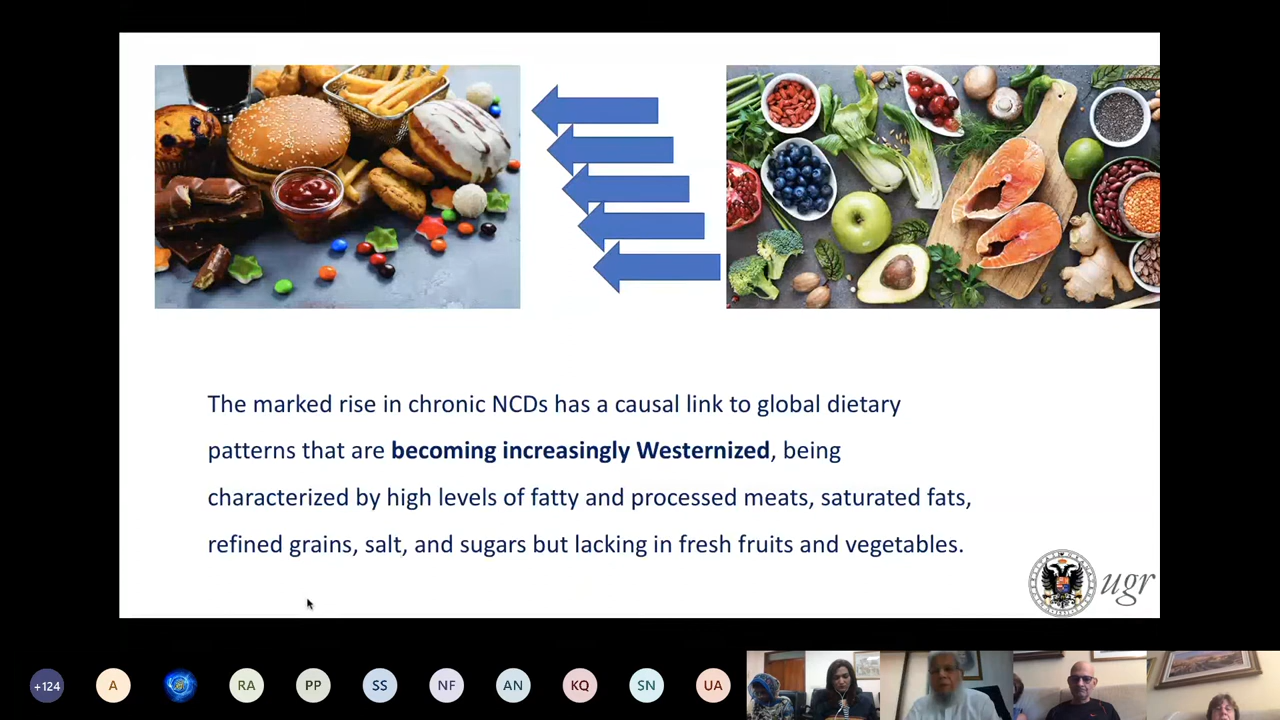 The marked rise in chronic NCDs has a causal link to global dietary
patterns that are becoming increasingly Westernized, being
characterized by high levels of fatty and processed meats, saturated fats,
refined grains, salt, and sugars but lacking in fresh fruits and vegetables.
ugr
+124
A
RA
PP
SS
NF
AN
KQ
SN
UA